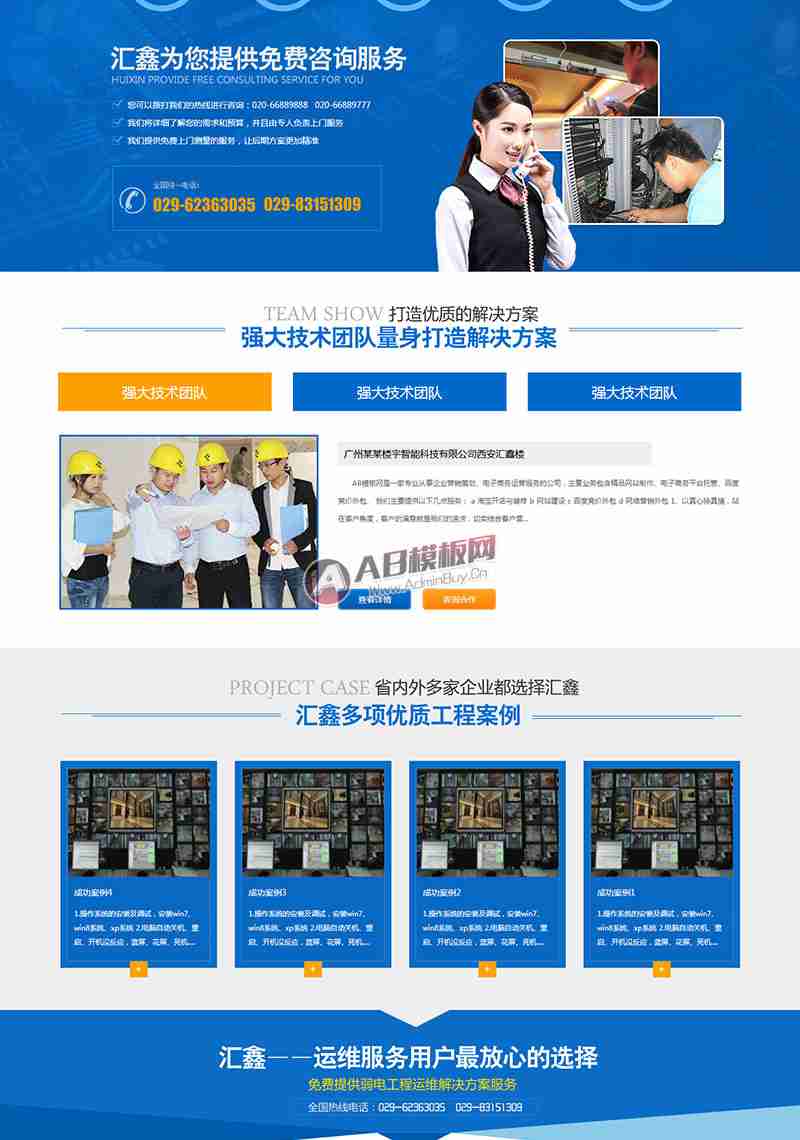 汇鑫为您提供免费咨询服务
HUIXIN PROVIDE FREE CONSULTING SERVICE FOR YOU
您可以拨打我们的热线进行咨询：020-66889888 020-66889777
我们将详细了解您的需求和预算，并且由专人负责上门服务
我们提供免费上门测量的服务，让后期方案更加精准
全国统一电话：
029-62363035 029-83151309
TEAM SHOW 打造优质的解决方案
强大技术团队量身打造解决方案
强大技术团队 强大技术团队 强大技术团队
广州某某楼宇智能科技有限公司西安汇鑫楼
AB模板网是一家专业从事企业营销策划、电子商务运营服务的公司，主要业务包含精品网站制作、电子商务平台托管、百度
竞价外包. 我们主要提供以下几点服务： a 淘宝开店与装修 b 网站建设 c 百度竞价外包 d 网络营销外包 1、以真心换真情，站
在客户角度，客户的满意就是我们的追求，切实结合客户营...
AB模板网
www.AdminBuy.Cn
查看详情 咨询合作
PROJECT CASE 省内外多家企业都选择汇鑫
汇鑫多项优质工程案例
成功案例4
1.操作系统的安装及调试，安装win7、
win8系统、xp系统 2.电脑自动关机、重
启、开机没反应，蓝屏、花屏、死机....
成功案例3
1.操作系统的安装及调试，安装win7、
win8系统、xp系统 2.电脑自动关机、重
启、开机没反应，蓝屏、花屏、死机....
成功案例2
1.操作系统的安装及调试，安装win7、
win8系统、xp系统 2.电脑自动关机、重
启、开机没反应，蓝屏、花屏、死机....
成功案例1
1.操作系统的安装及调试，安装win7、
win8系统、xp系统 2.电脑自动关机、重
启、开机没反应，蓝屏、花屏、死机....
汇鑫——运维服务用户最放心的选择
免费提供弱电工程运维解决方案服务
全国热线电话：029-62363035 029-83151309